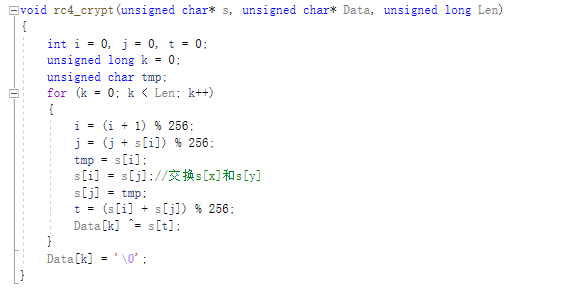 void rc4_crypt(unsigned char* s, unsigned char* Data, unsigned long Len)
{
int i = 0, j = 0, t = 0;
unsigned long k = 0;
unsigned char tmp;
for (k = 0; k < Len; k++)
{
i = (i + 1) % 256;
j = (j + s[i]) % 256;
tmp = s[i];
s[i] = s[j];//交换s[x]和s[y]
s[j] = tmp;
t = (s[i] + s[j]) % 256;
Data[k] ^= s[t];
}
Data[k] = '\0';
}